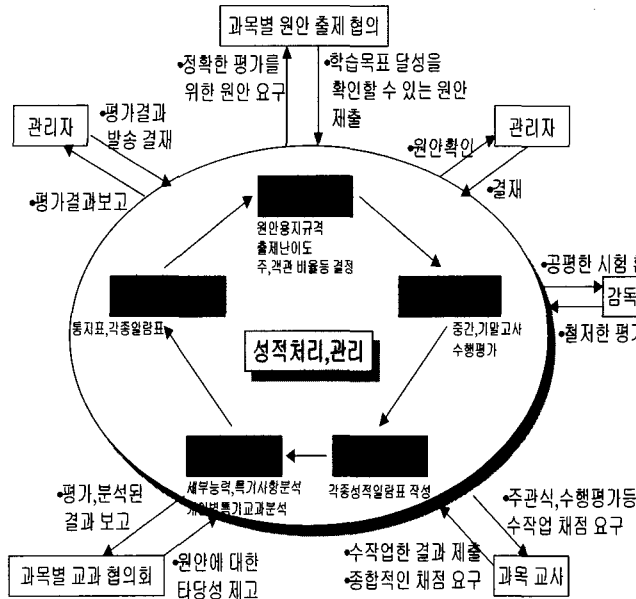 과목별 원안 출제 협의
•정확한 평가를
위한 원안 요구
•학습목표 달성을
확인할 수 있는 원안
제출
관리자
•평가결과
발송 결재
•평가결과보고
관리자
•원안확인
•결재
원안용지규격
출제난이도
주,객관 비율등 결정
•공평한 시험
감독
•철저한 평가
통지표,각종일람표
중간,기말고사
수행평가
성적처리,관리
세부능력,특기사항분석
개인별특기교과분석
각종성적일람표 작성
•평가,분석된
결과 보고
•주관식,수행평가등
수작업 채점 요구
과목별 교과 협의회
•원안에 대한
타당성 제고
•수작업한 결과 제출
•종합적인 채점 요구
과목 교사